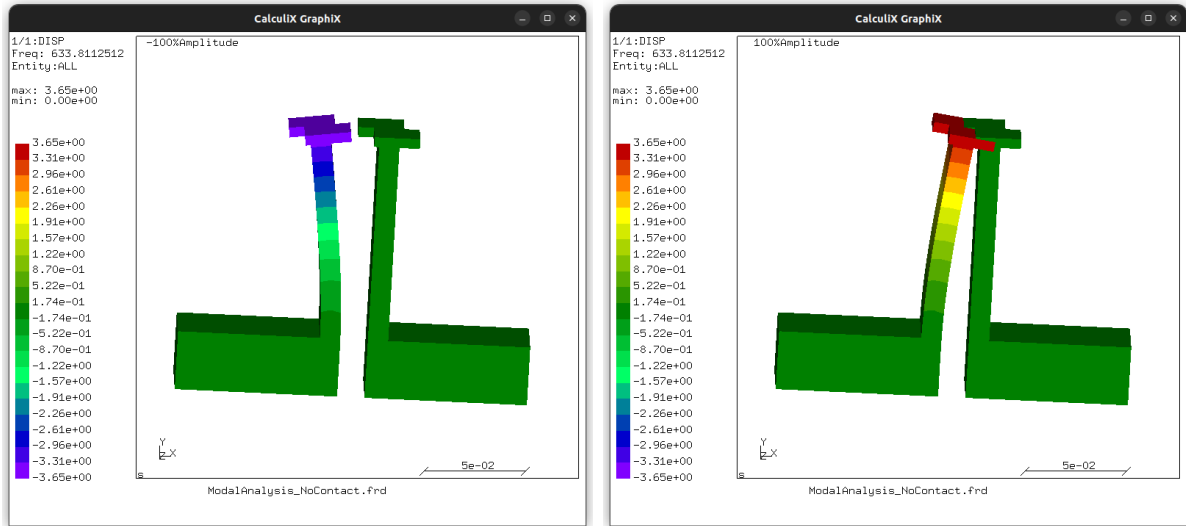 CalculiX GraphiX
1/1:DISP
Freq: 633.8112512
Entity:ALL
max: 3.65e+00
min: 0.00e+00
3.65e+00
3.31e+00
2.96e+00
2.61e+00
2.26e+00
1.91e+00
1.57e+00
1.22e+00
8.70e-01
5.22e-01
1.74e-01
-1.74e-01
-5.22e-01
-8.70e-01
-1.22e+00
-1.57e+00
-1.91e+00
-2.26e+00
-2.61e+00
-2.96e+00
-3.31e+00
-3.65e+00
-100%Amplitude
Y
Z X
5e-02
s
ModalAnalysis_NoContact.frd
CalculiX GraphiX
1/1:DISP
Freq: 633.8112512
Entity:ALL
max: 3.65e+00
min: 0.00e+00
3.65e+00
3.31e+00
2.96e+00
2.61e+00
2.26e+00
1.91e+00
1.57e+00
1.22e+00
8.70e-01
5.22e-01
1.74e-01
-1.74e-01
-5.22e-01
-8.70e-01
-1.22e+00
-1.57e+00
-1.91e+00
-2.26e+00
-2.61e+00
-2.96e+00
-3.31e+00
-3.65e+00
100%Amplitude
Y
Z X
5e-02
s
ModalAnalysis_NoContact.frd